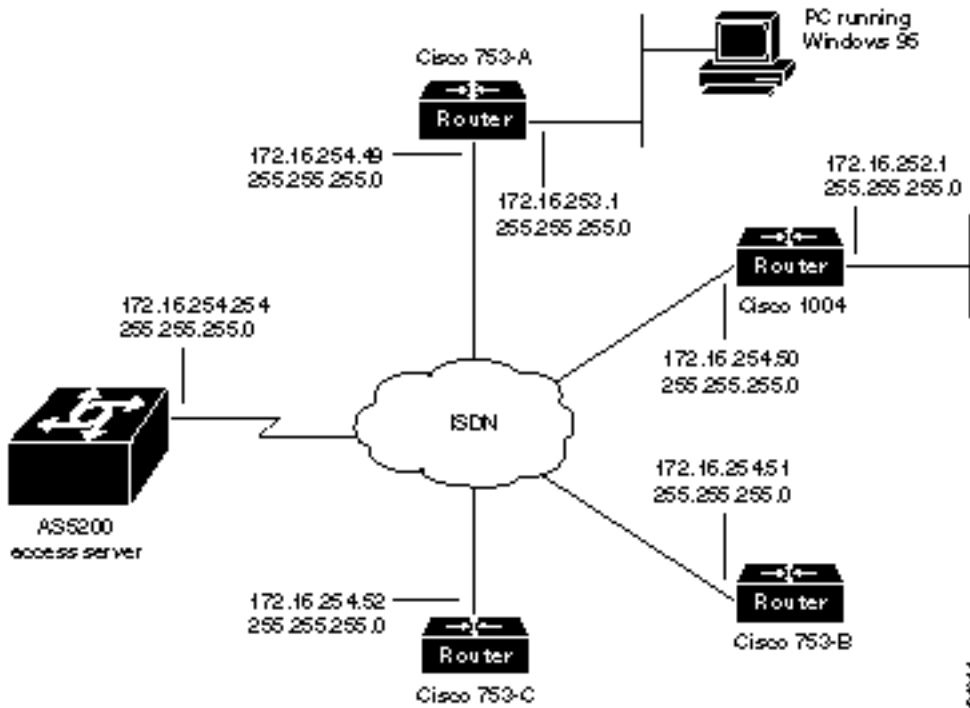 PC running
Windows 95
Cisco 753-A
Router
172.16.254.49
255.255.255.0
172.16.253.1
255.255.255.0
172.16.252.1
255.255.255.0
Router
Cisco 1004
172.16.254.254
255.255.255.0
172.16.254.50
255.255.255.0
ISDN
172.16.254.51
255.255.255.0
AS5200
access server
172.16.254.52
255.255.255.0
Router
Cisco 753-B
Router
Cisco 753-C